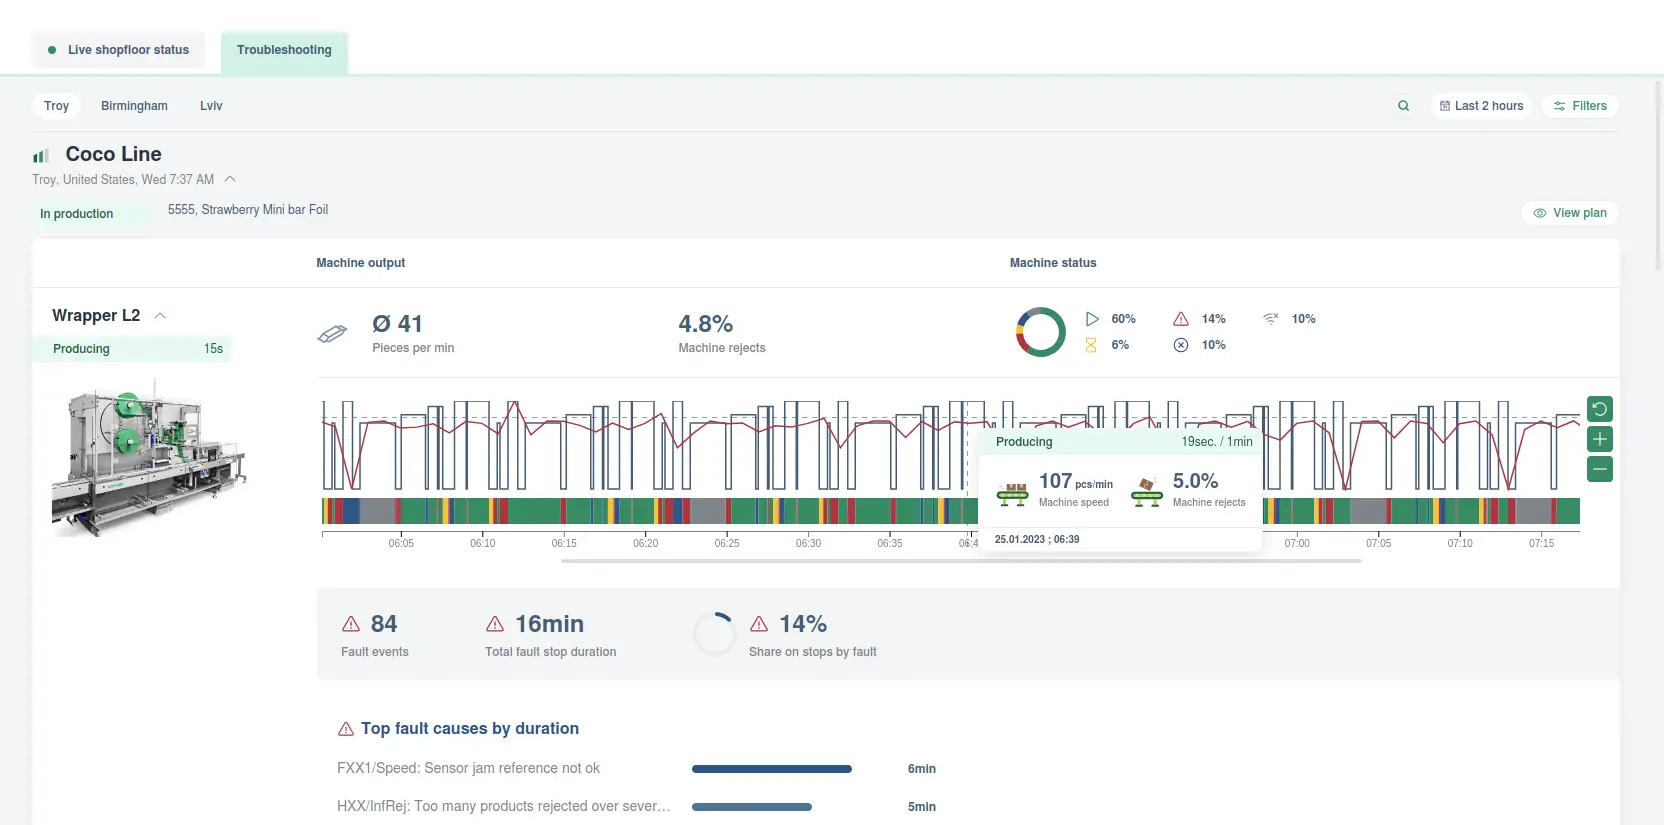 Live shopfloor status
Troubleshooting
Troy
Birmingham
Lviv
Last 2 hours
Filters
Coco Line
Troy, United States, Wed 7:37 AM
In production
5555, Strawberry Mini bar Foil
View plan
Machine output
Machine status
Wrapper L2
Producing 15s
Ø 41
Pieces per min
4.8%
Machine rejects
60%
14%
10%
6%
10%
Producing 19sec. / 1min
107 pcs/min
Machine speed
5.0%
Machine rejects
25.01.2023 ; 06:39
06:05 06:10 06:15 06:20 06:25 06:30 06:35 06:4 07:00 07:05 07:10 07:15
84
Fault events
16min
Total fault stop duration
14%
Share on stops by fault
Top fault causes by duration
FXX1/Speed: Sensor jam reference not ok 6min
HXX/InfRej: Too many products rejected over sever... 5min